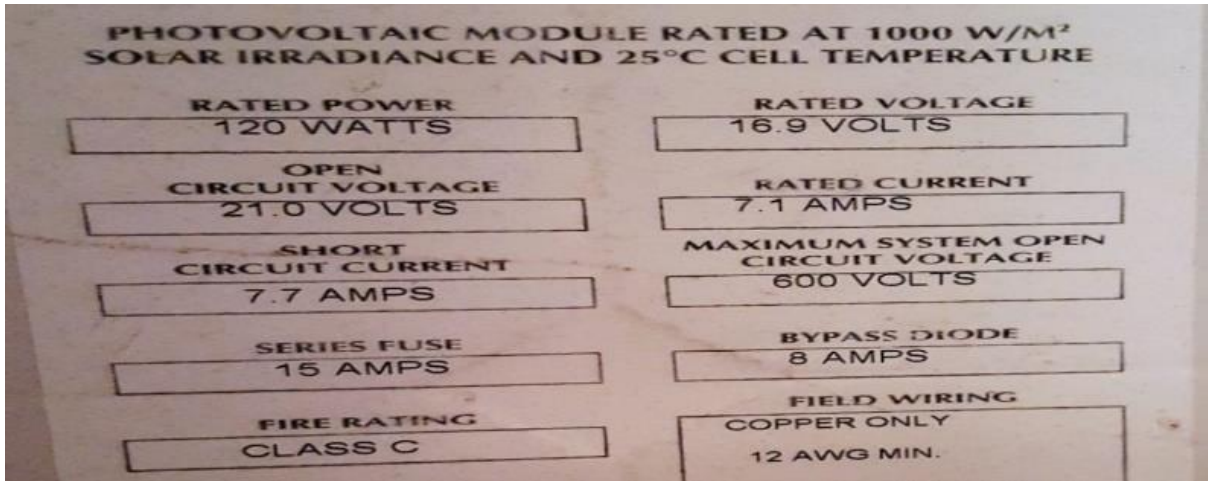 PHOTOVOLTAIC MODULE RATED AT 1000 W/M²
SOLAR IRRADIANCE AND 25°C CELL TEMPERATURE
RATED POWER
120 WATTS
RATED VOLTAGE
16.9 VOLTS
OPEN
CIRCUIT VOLTAGE
21.0 VOLTS
RATED CURRENT
7.1 AMPS
SHORT
CIRCUIT CURRENT
7.7 AMPS
MAXIMUM SYSTEM OPEN
CIRCUIT VOLTAGE
600 VOLTS
SERIES FUSE
15 AMPS
BYPASS DIODE
8 AMPS
FIRE RATING
CLASS C
FIELD WIRING
COPPER ONLY
12 AWG MIN.